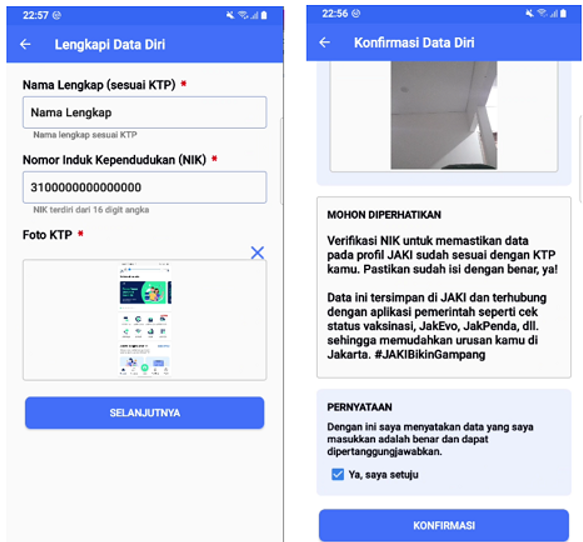 22:57
Lengkapi Data Diri
Nama Lengkap (sesuai KTP) *
Nama Lengkap
Nama lengkap sesuai KTP
Nomor Induk Kependudukan (NIK) *
3100000000000000
NIK terdiri dari 16 digit angka
Foto KTP *
SELANJUTNYA
22:56
Konfirmasi Data Diri
MOHON DIPERHATIKAN
Verifikasi NIK untuk memastikan data
pada profil JAKI sudah sesuai dengan KTP
kamu. Pastikan sudah isi dengan benar, ya!
Data ini tersimpan di JAKI dan terhubung
dengan aplikasi pemerintah seperti cek
status vaksinasi, JakEvo, JakPenda, dll.
sehingga memudahkan urusan kamu di
Jakarta. #JAKIBikinGampang
PERNYATAAN
Dengan ini saya menyatakan data yang saya
masukkan adalah benar dan dapat
dipertanggungjawabkan.
Ya, saya setuju
KONFIRMASI